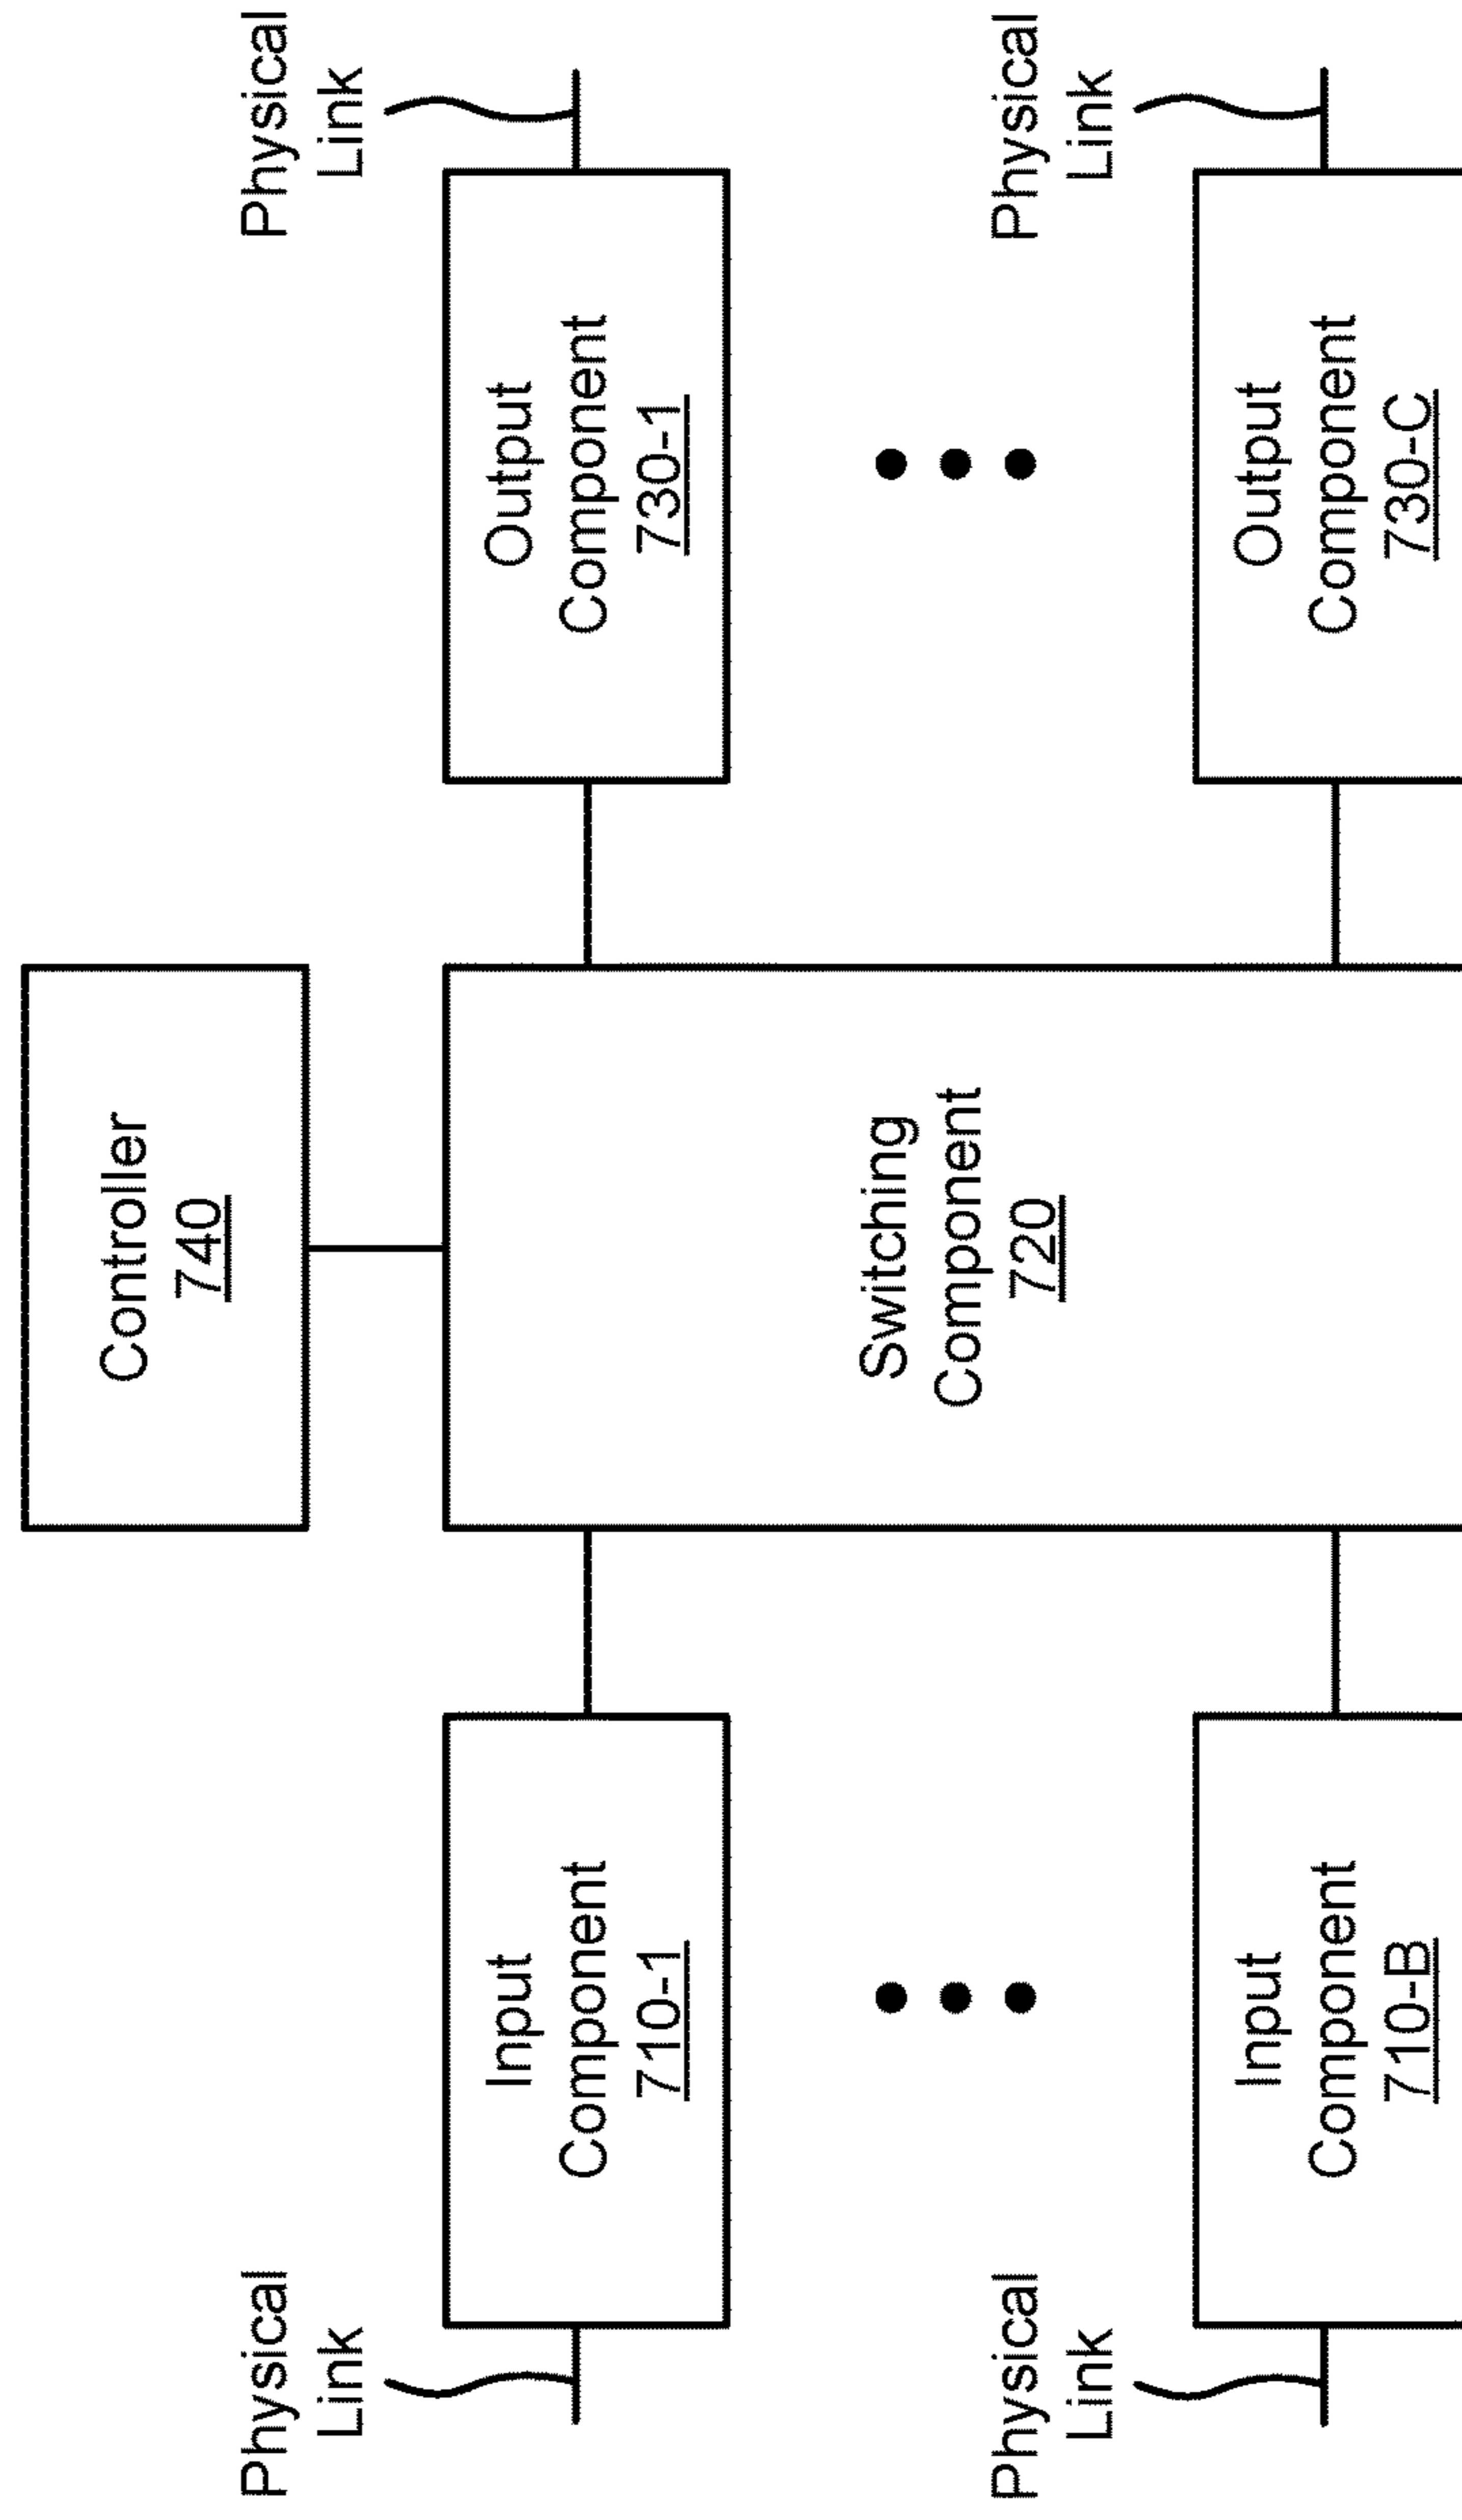 Controller
740
Physical
Link
Input
Component
710-1
Switching
Component
720
Output
Component
730-1
Physical
Link
Physical
Link
Input
Component
710-B
Output
Component
730-C
Physical
Link